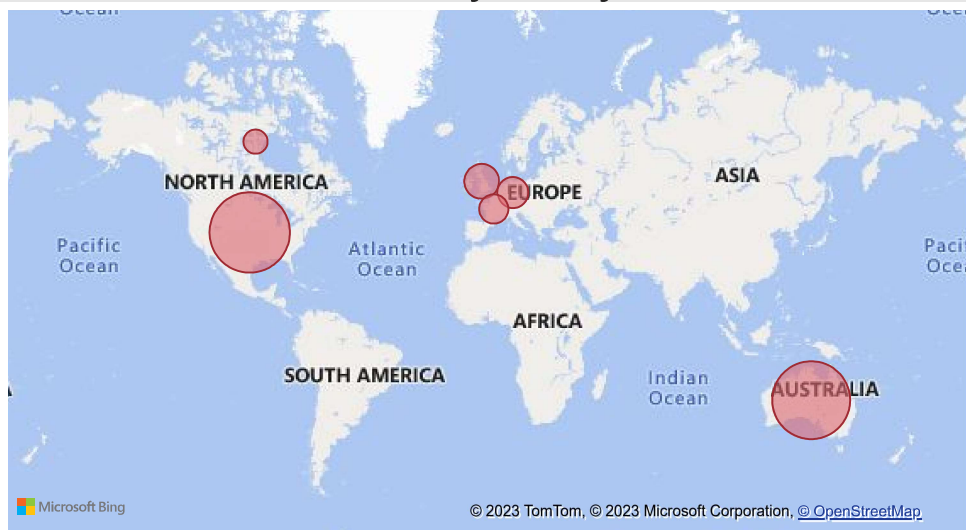 Ocean
NORTH AMERICA
EUROPE
ASIA
Pacific
Ocean
Atlantic
Ocean
AFRICA
SOUTH AMERICA
Indian
Ocean
AUSTRALIA
Microsoft Bing
© 2023 TomTom, © 2023 Microsoft Corporation, © OpenStreetMap